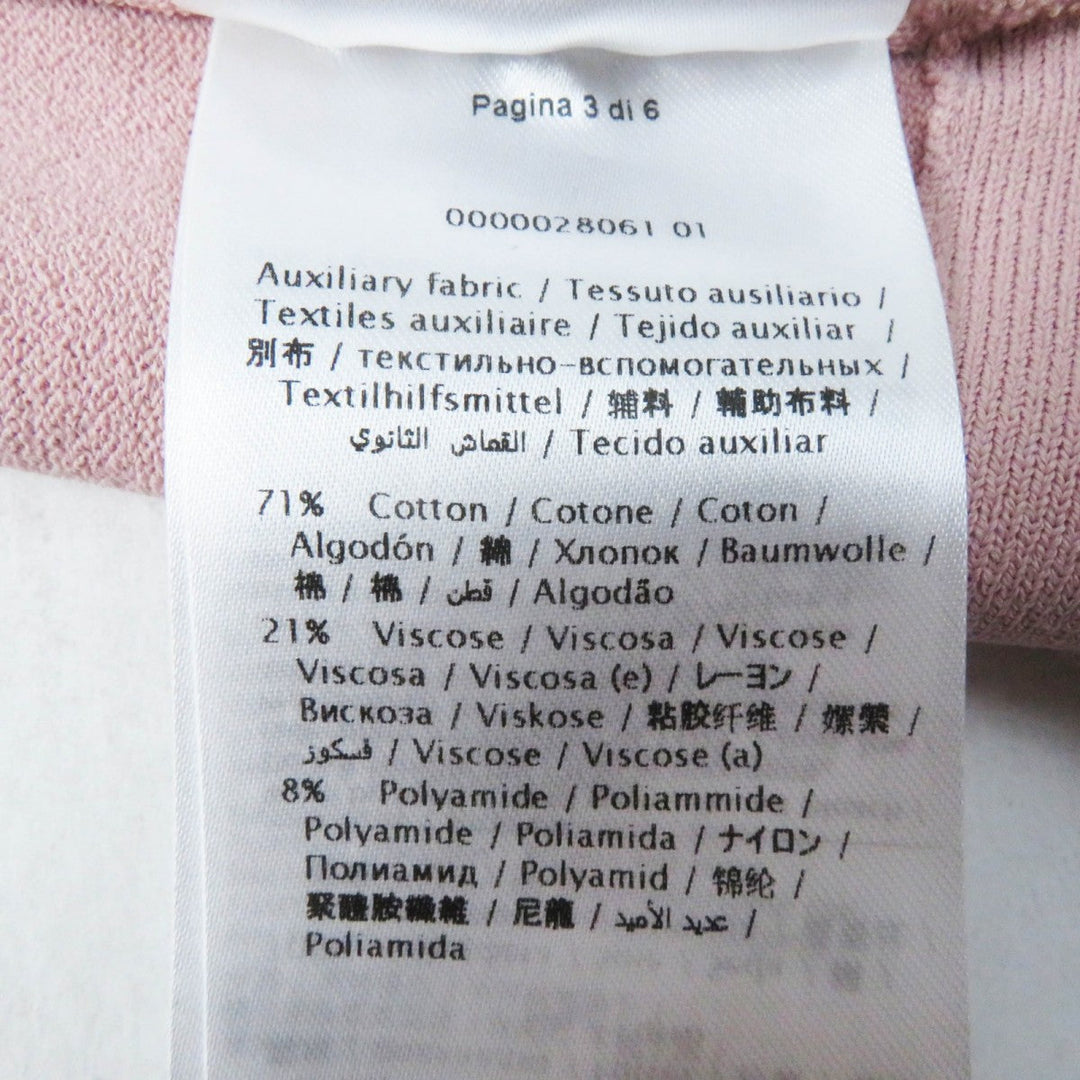 Pagina 3 di 6
0000028061 01
Auxiliary fabric / Tessuto ausiliario /
Textiles auxiliaire / Tejido auxiliar /
別布 / текстильно-вспомогательных /
Textilhilfsmittel / 辅料 / 輔助布料 /
القماش الثانوي / Tecido auxiliar
71% Cotton / Cotone / Coton /
Algodón / 綿 / Хлопок / Baumwolle /
棉 / 棉 / قطن / Algodão
21% Viscose / Viscosa / Viscose /
Viscosa / Viscosa (e) / レーヨン /
Вискоза / Viskose / 粘胶纤维 / 嫘縈 /
فسكوز / Viscose / Viscose (a)
8% Polyamide / Poliammide /
Polyamide / Poliamida / ナイロン /
Полиамид / Polyamid / 锦纶 /
聚醯胺纖維 / 尼龍 / عديد الأميد /
Poliamida